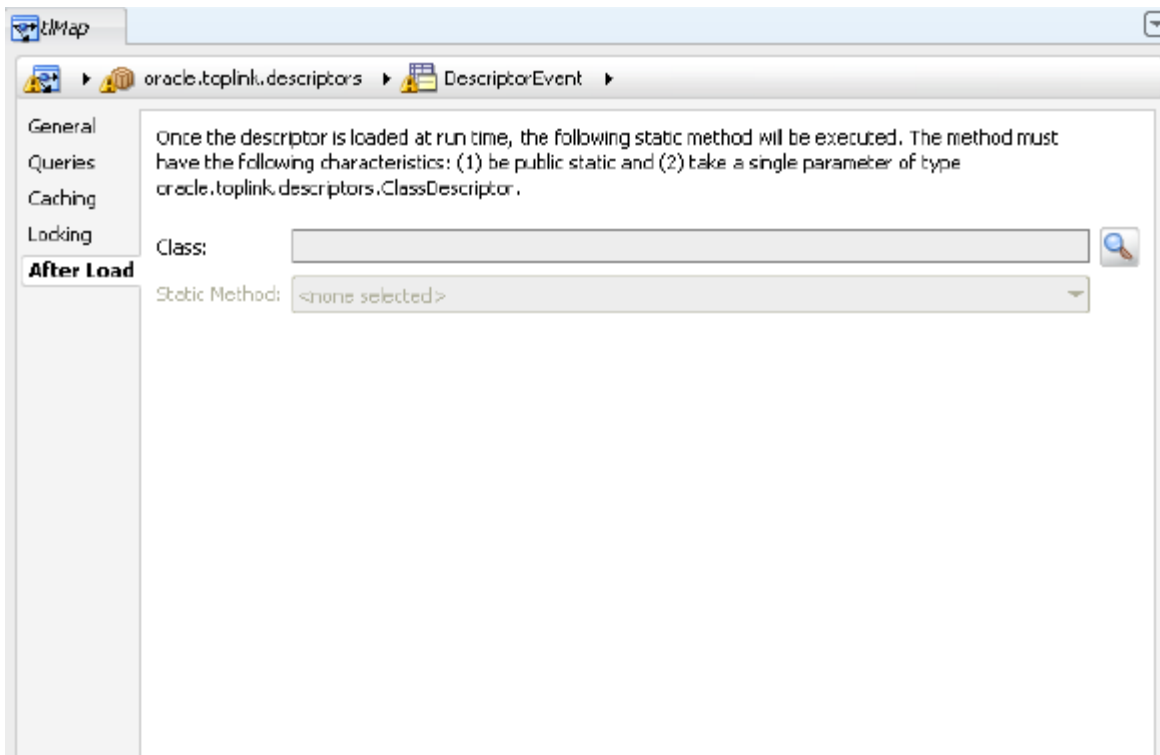 tlMap
oracle.toplink.descriptors DescriptorEvent
General
Queries
Caching
Locking
After Load
Once the descriptor is loaded at run time, the following static method will be executed. The method must
have the following characteristics: (1) be public static and (2) take a single parameter of type
oracle.toplink.descriptors.ClassDescriptor.
Class:
Static Method: <none selected>